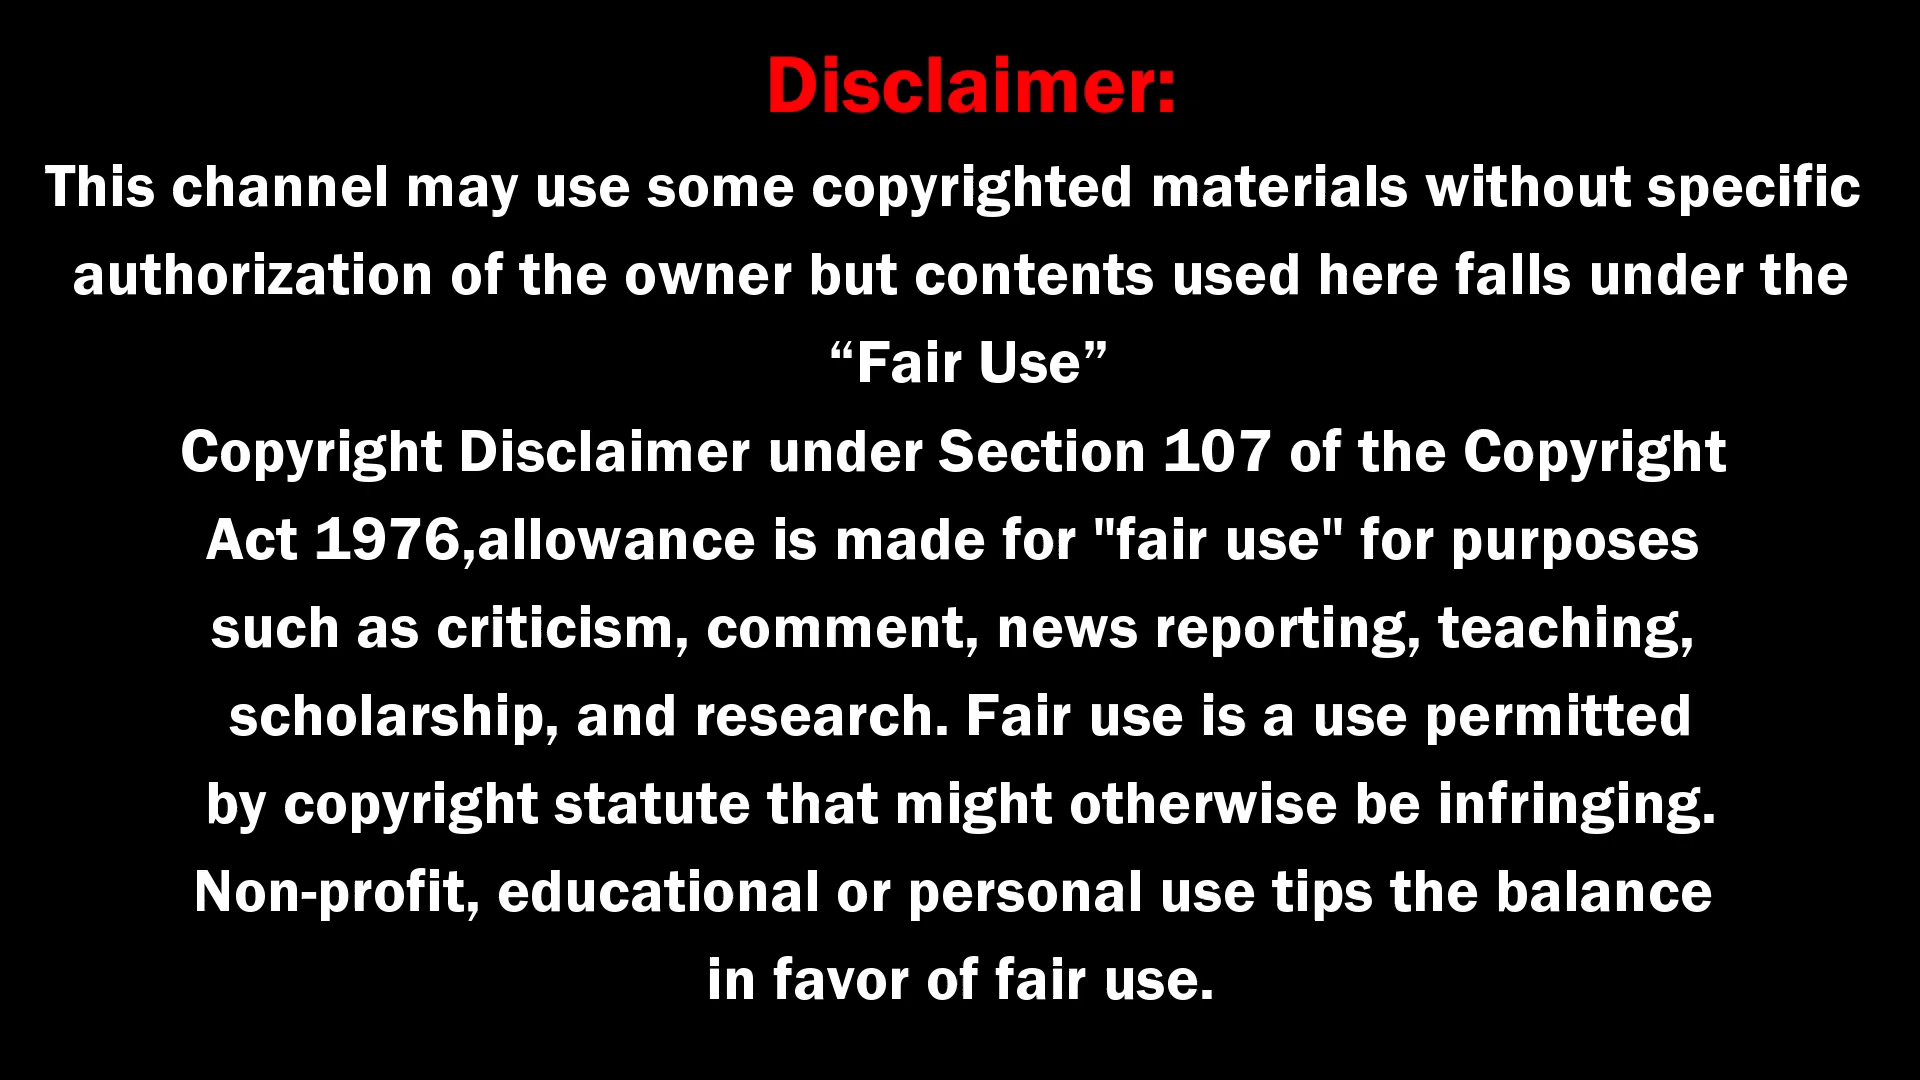 Disclaimer:
This channel may use some copyrighted materials without specific
authorization of the owner but contents used here falls under the
“Fair Use”
Copyright Disclaimer under Section 107 of the Copyright
Act 1976,allowance is made for "fair use" for purposes
such as criticism, comment, news reporting, teaching,
scholarship, and research. Fair use is a use permitted
by copyright statute that might otherwise be infringing.
Non-profit, educational or personal use tips the balance
in favor of fair use.